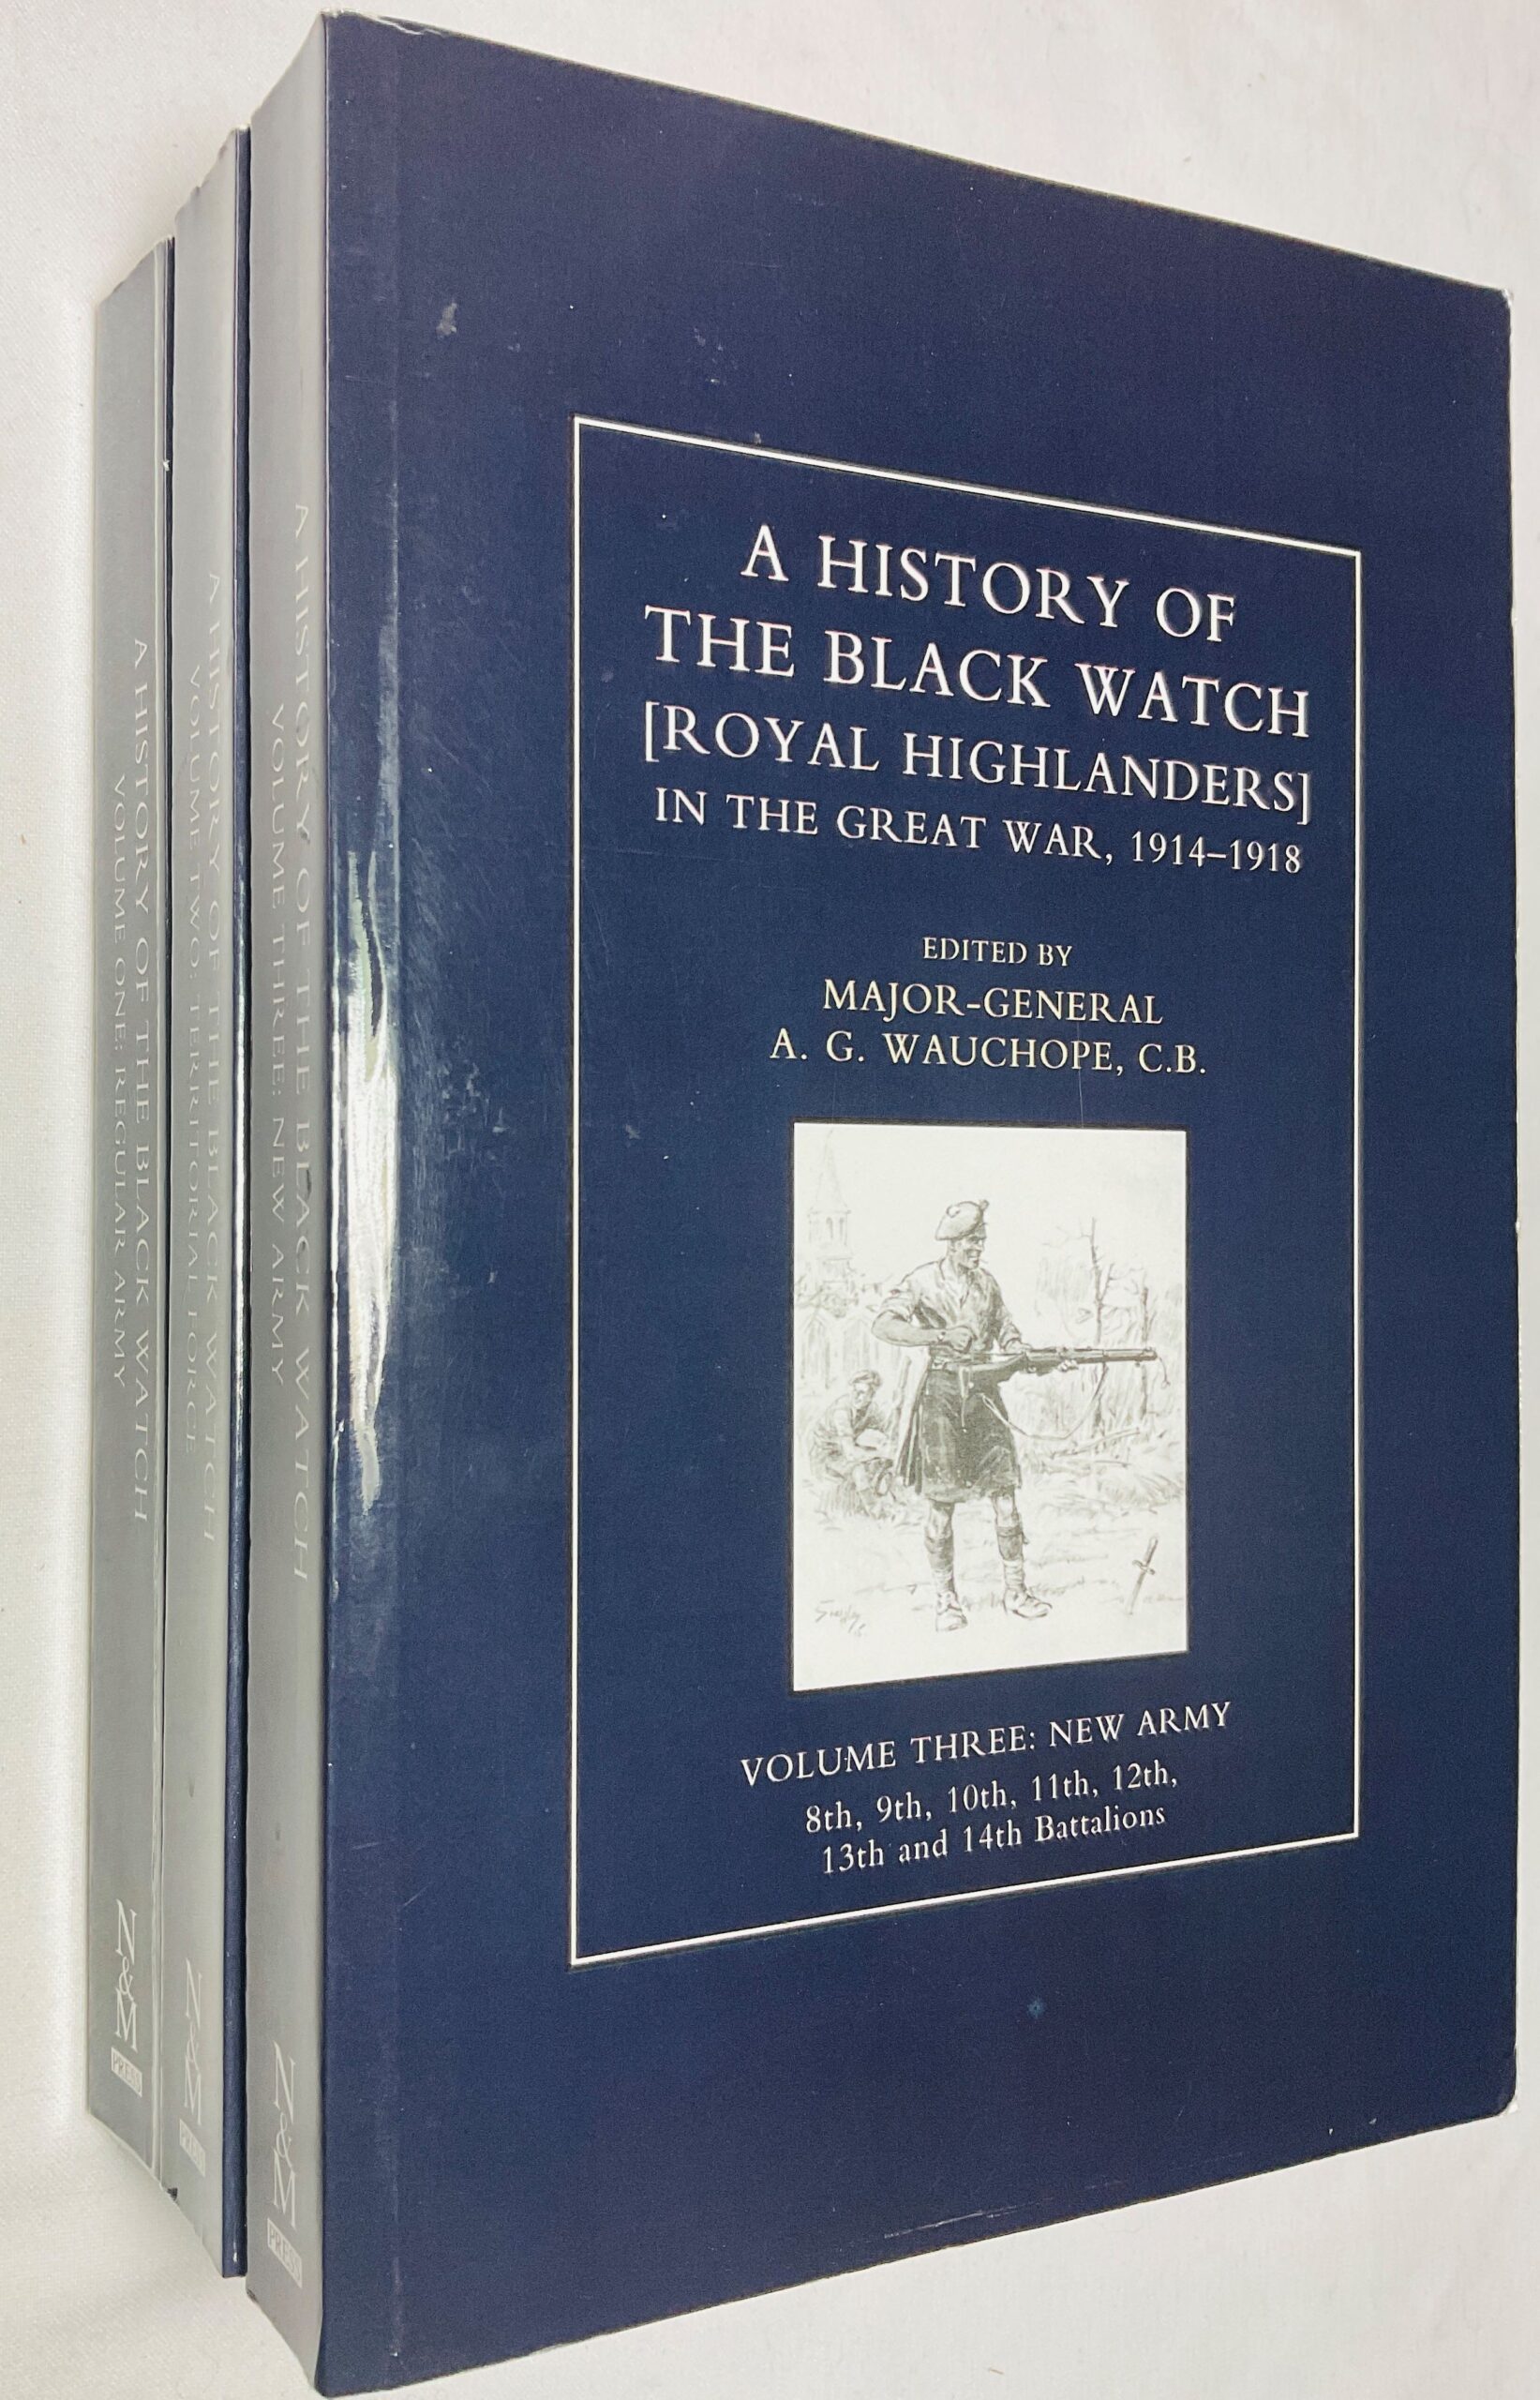 A HISTORY OF
THE BLACK WATCH
[ROYAL HIGHLANDERS]
IN THE GREAT WAR, 1914–1918
EDITED BY
MAJOR-GENERAL
A. G. WAUCHOPE, C.B.
VOLUME THREE: NEW ARMY
8th, 9th, 10th, 11th, 12th,
13th and 14th Battalions
A HISTORY OF THE BLACK WATCH
VOLUME THREE: NEW ARMY
N&M
PRESS
A HISTORY OF THE BLACK WATCH
VOLUME TWO: TERRITORIAL FORCE
N&M
PRESS
A HISTORY OF THE BLACK WATCH
VOLUME ONE: REGULAR ARMY
N&M
PRESS